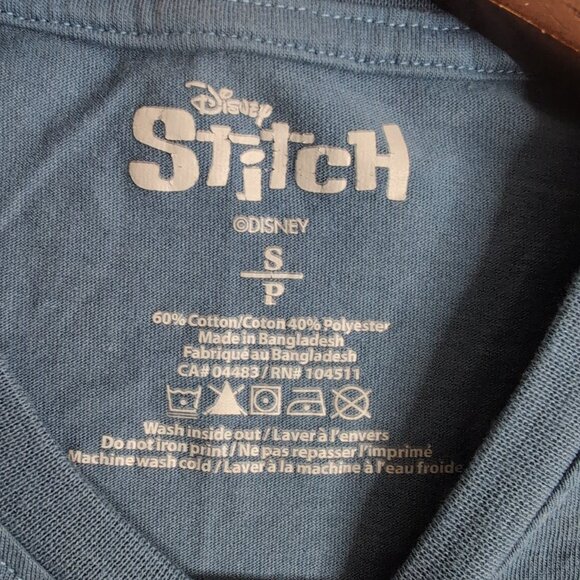 Disney
Stitch
©DISNEY
S
P
60% Cotton/Coton 40% Polyester
Made in Bangladesh
Fabriqué au Bangladesh
CA# 04483 / RN# 104511
Wash inside out / Laver à l'envers
Do not iron print / Ne pas repasser l'imprimé
Machine wash cold / Laver à la machine à l'eau froide